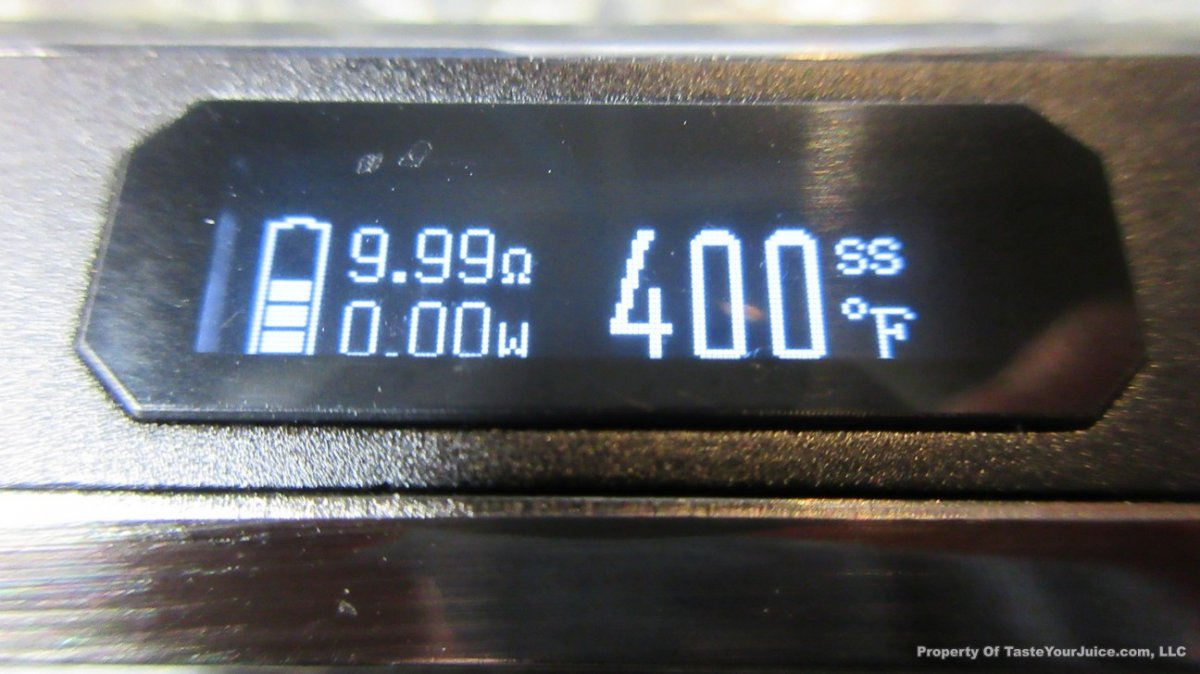 9.99Ω
0.00W
400 SS
°F
Property Of TasteYourJuice.com, LLC